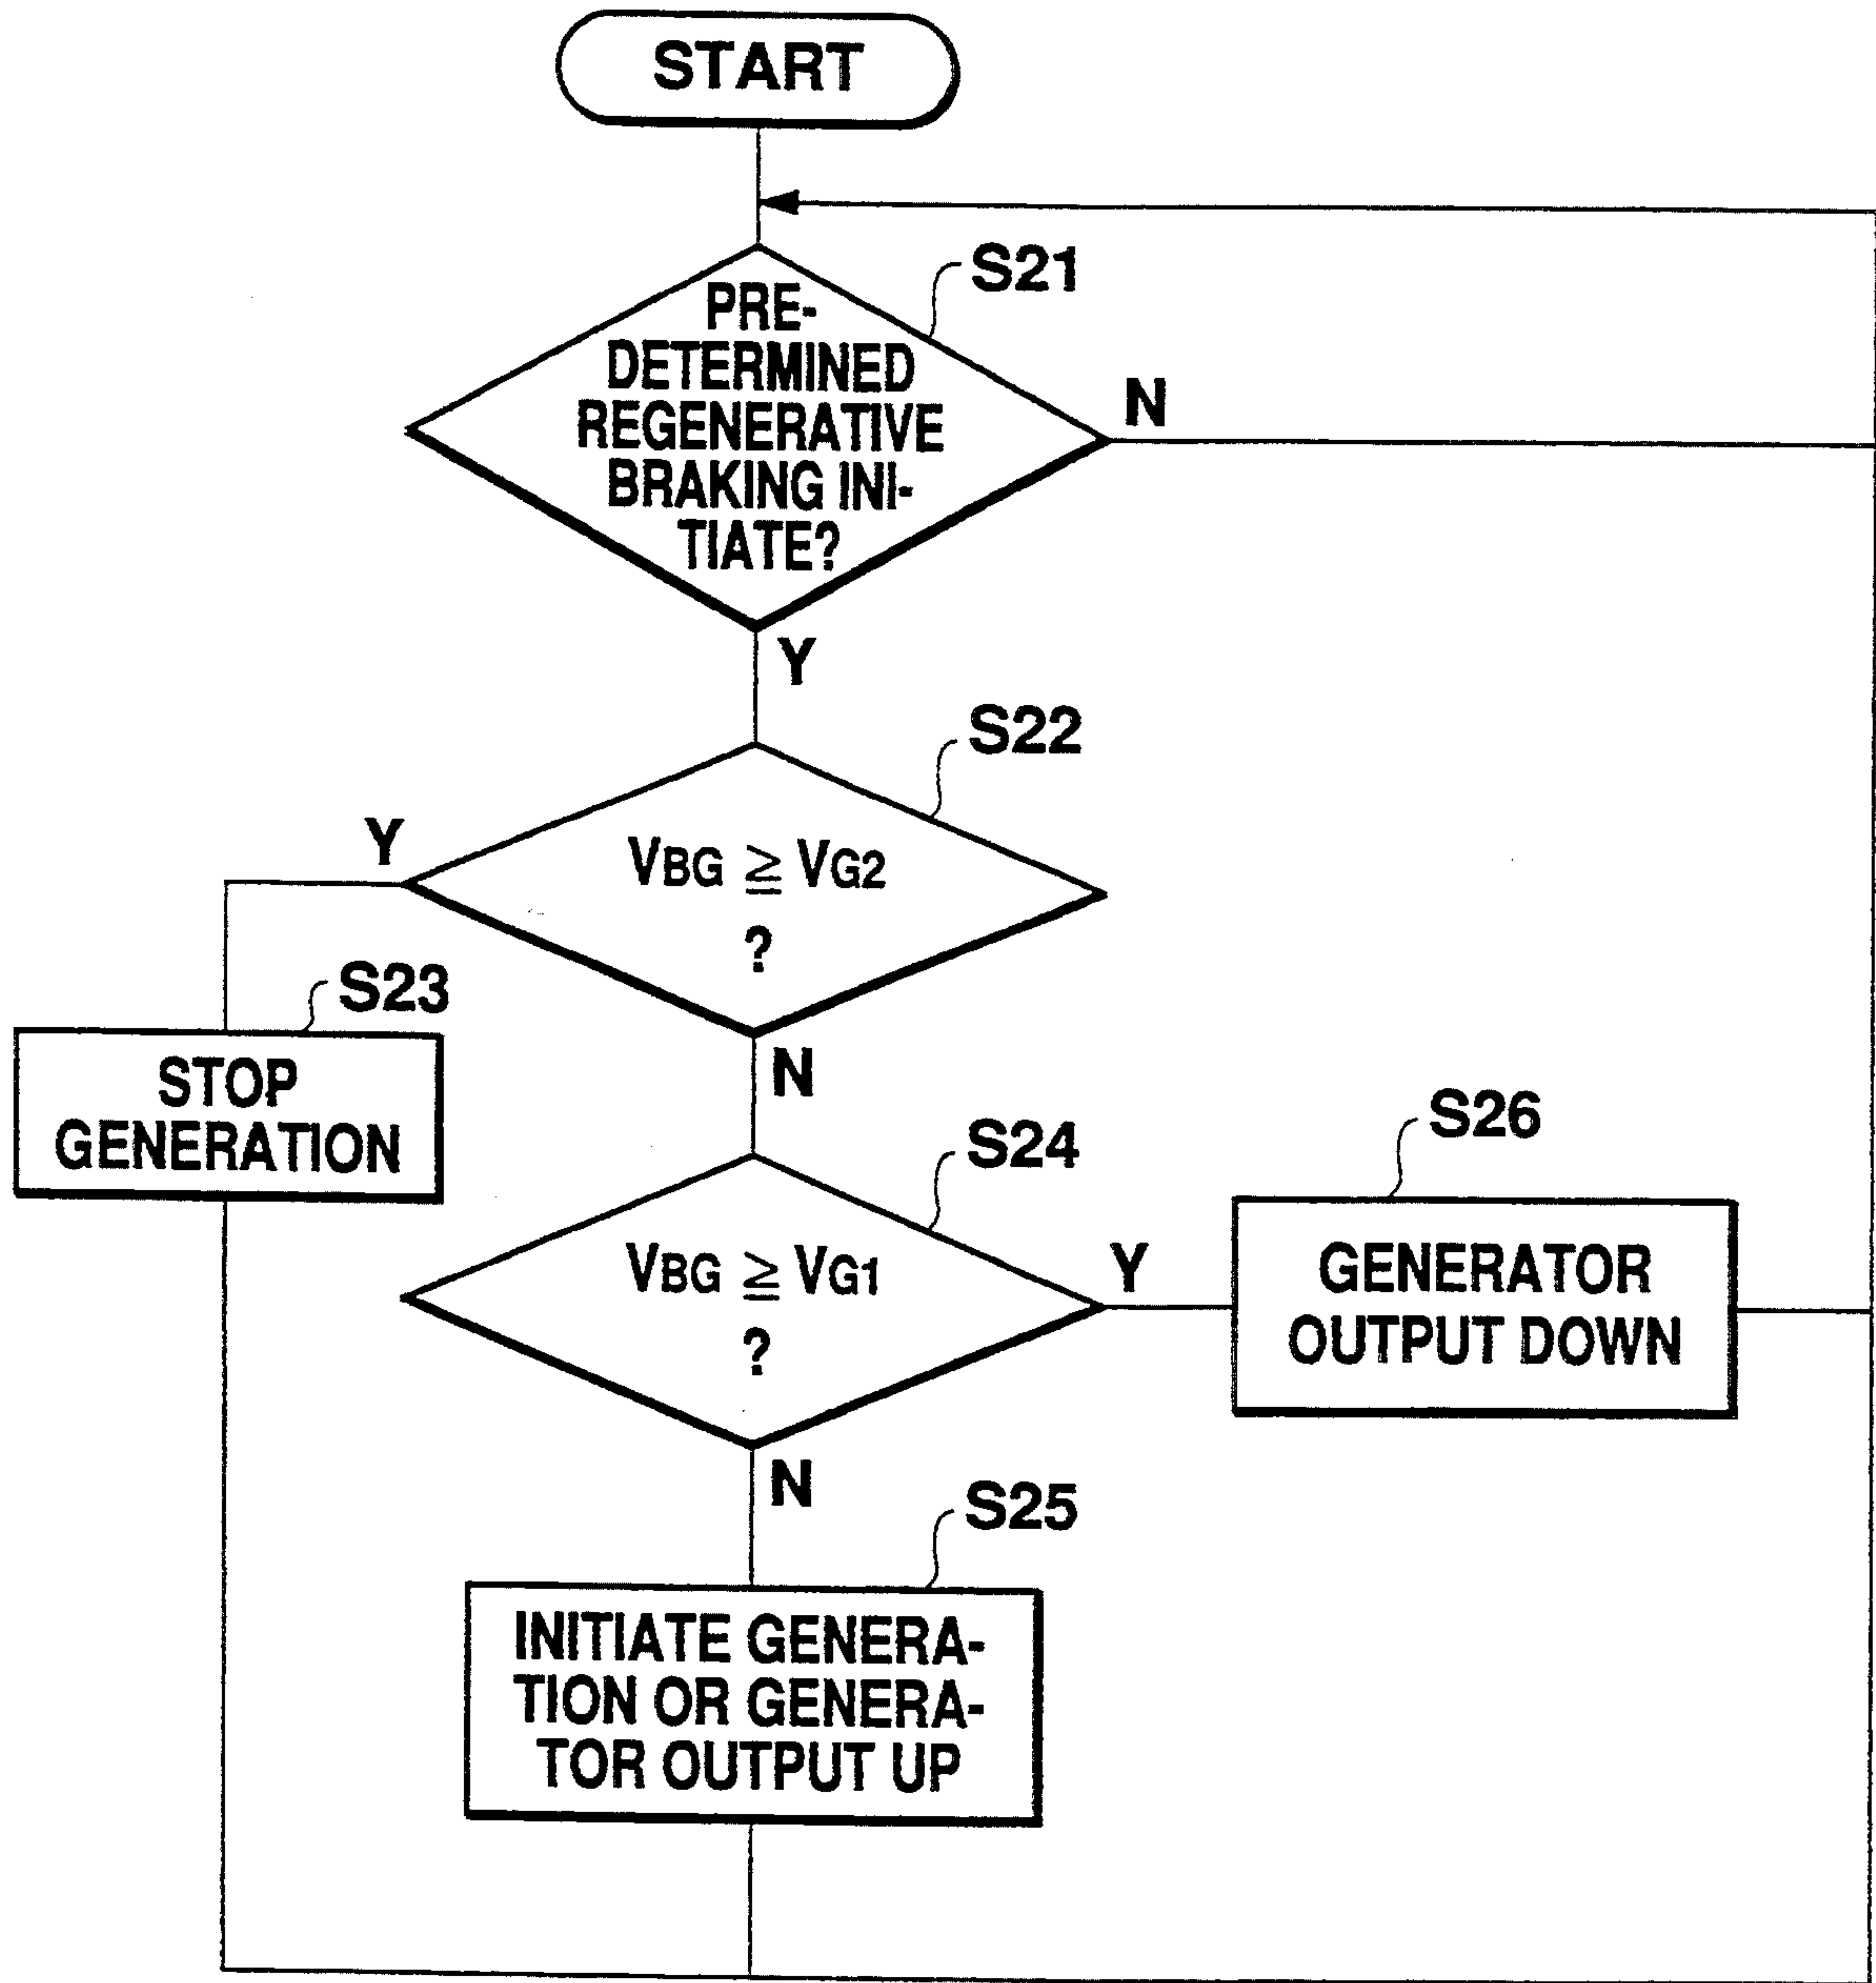 START
S21
PRE-
DETERMINED
REGENERATIVE
BRAKING INI-
TIATE?
N
Y
S22
Y
VBG ≧ VG2
?
S23
STOP
GENERATION
N
S26
S24
VBG ≧ VG1
?
Y
GENERATOR
OUTPUT DOWN
N
S25
INITIATE GENERA-
TION OR GENERA-
TOR OUTPUT UP